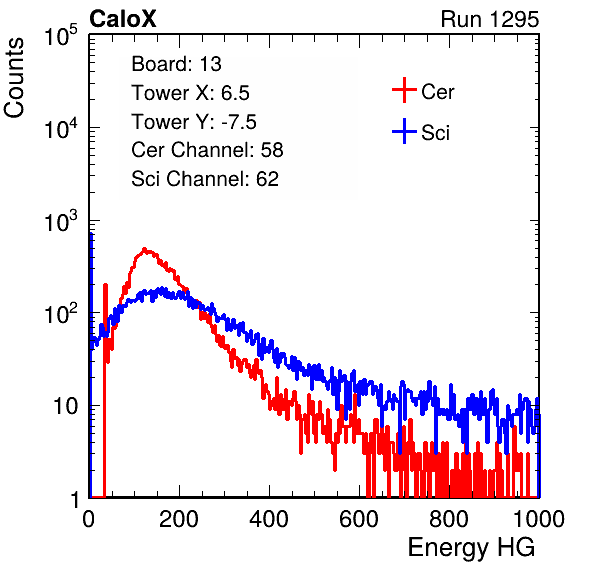 CaloX Run 1295
Counts
10^5
10^4
10^3
10^2
10
1
Board: 13
Tower X: 6.5
Tower Y: -7.5
Cer Channel: 58
Sci Channel: 62
Cer
Sci
0 200 400 600 800 1000
Energy HG